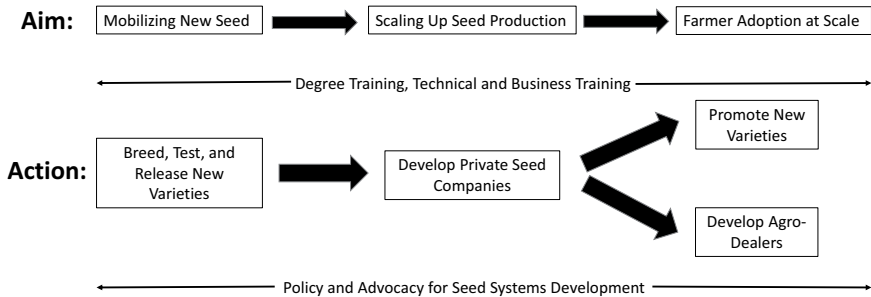 Aim:
Mobilizing New Seed
Scaling Up Seed Production
Farmer Adoption at Scale
Degree Training, Technical and Business Training
Action:
Breed, Test, and
Release New
Varieties
Develop Private Seed
Companies
Promote New
Varieties
Develop Agro-
Dealers
Policy and Advocacy for Seed Systems Development